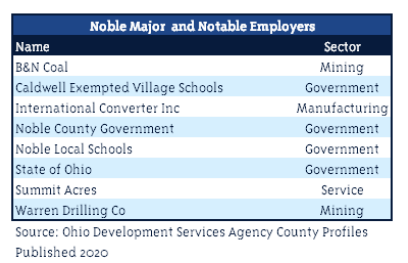 Noble Major and Notable Employers
Name Sector
B&N Coal Mining
Caldwell Exempted Village Schools Government
International Converter Inc Manufacturing
Noble County Government Government
Noble Local Schools Government
State of Ohio Government
Summit Acres Service
Warren Drilling Co Mining
Source: Ohio Development Services Agency County Profiles
Published 2020